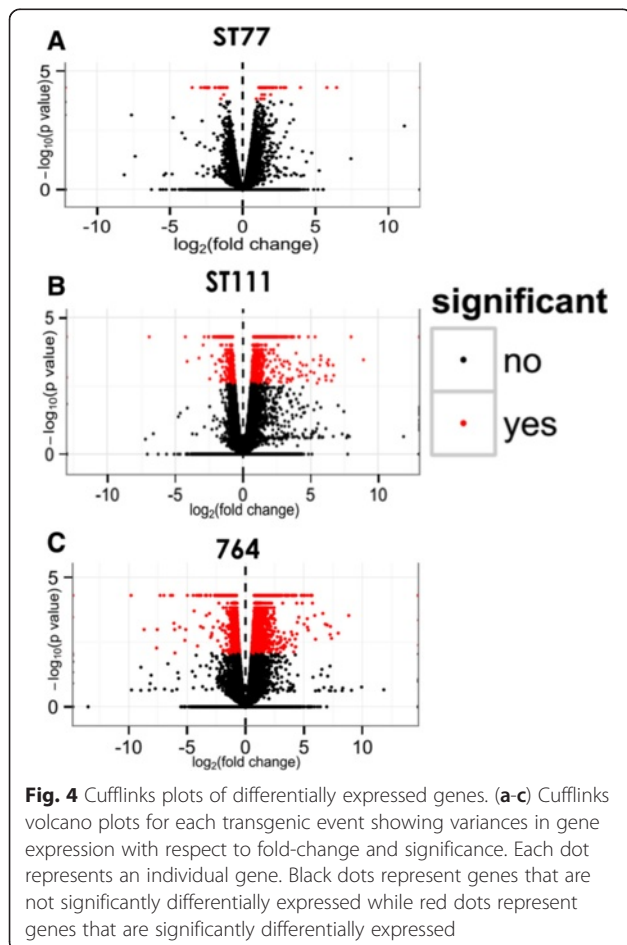 A
ST77
5
0
−log₁₀(p value)
-10 -5 0 5 10
log₂(fold change)
B
ST111
5
0
−log₁₀(p value)
-10 -5 0 5 10
log₂(fold change)
significant
no
yes
C
764
5
0
−log₁₀(p value)
-10 -5 0 5 10
log₂(fold change)
Fig. 4 Cufflinks plots of differentially expressed genes. (a-c) Cufflinks
volcano plots for each transgenic event showing variances in gene
expression with respect to fold-change and significance. Each dot
represents an individual gene. Black dots represent genes that are
not significantly differentially expressed while red dots represent
genes that are significantly differentially expressed